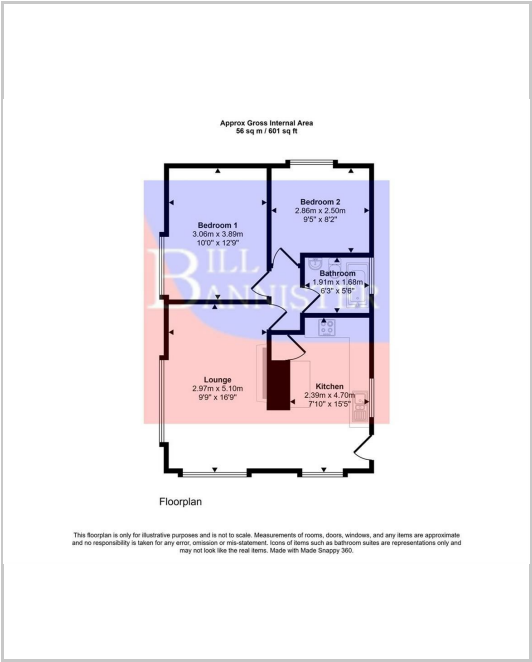 Approx Gross Internal Area
56 sq m / 601 sq ft
Bedroom 1
3.06m x 3.89m
10'0" x 12'9"
Bedroom 2
2.86m x 2.50m
9'5" x 8'2"
Bathroom
1.91m x 1.68m
6'3" x 5'6"
BILL
BANNISTER
Lounge
2.97m x 5.10m
9'9" x 16'9"
Kitchen
2.39m x 4.70m
7'10" x 15'5"
Floorplan
This floorplan is only for illustrative purposes and is not to scale. Measurements of rooms, doors, windows, and any items are approximate
and no responsibility is taken for any error, omission or mis-statement. Icons of items such as bathroom suites are representations only and
may not look like the real items. Made with Made Snappy 360.